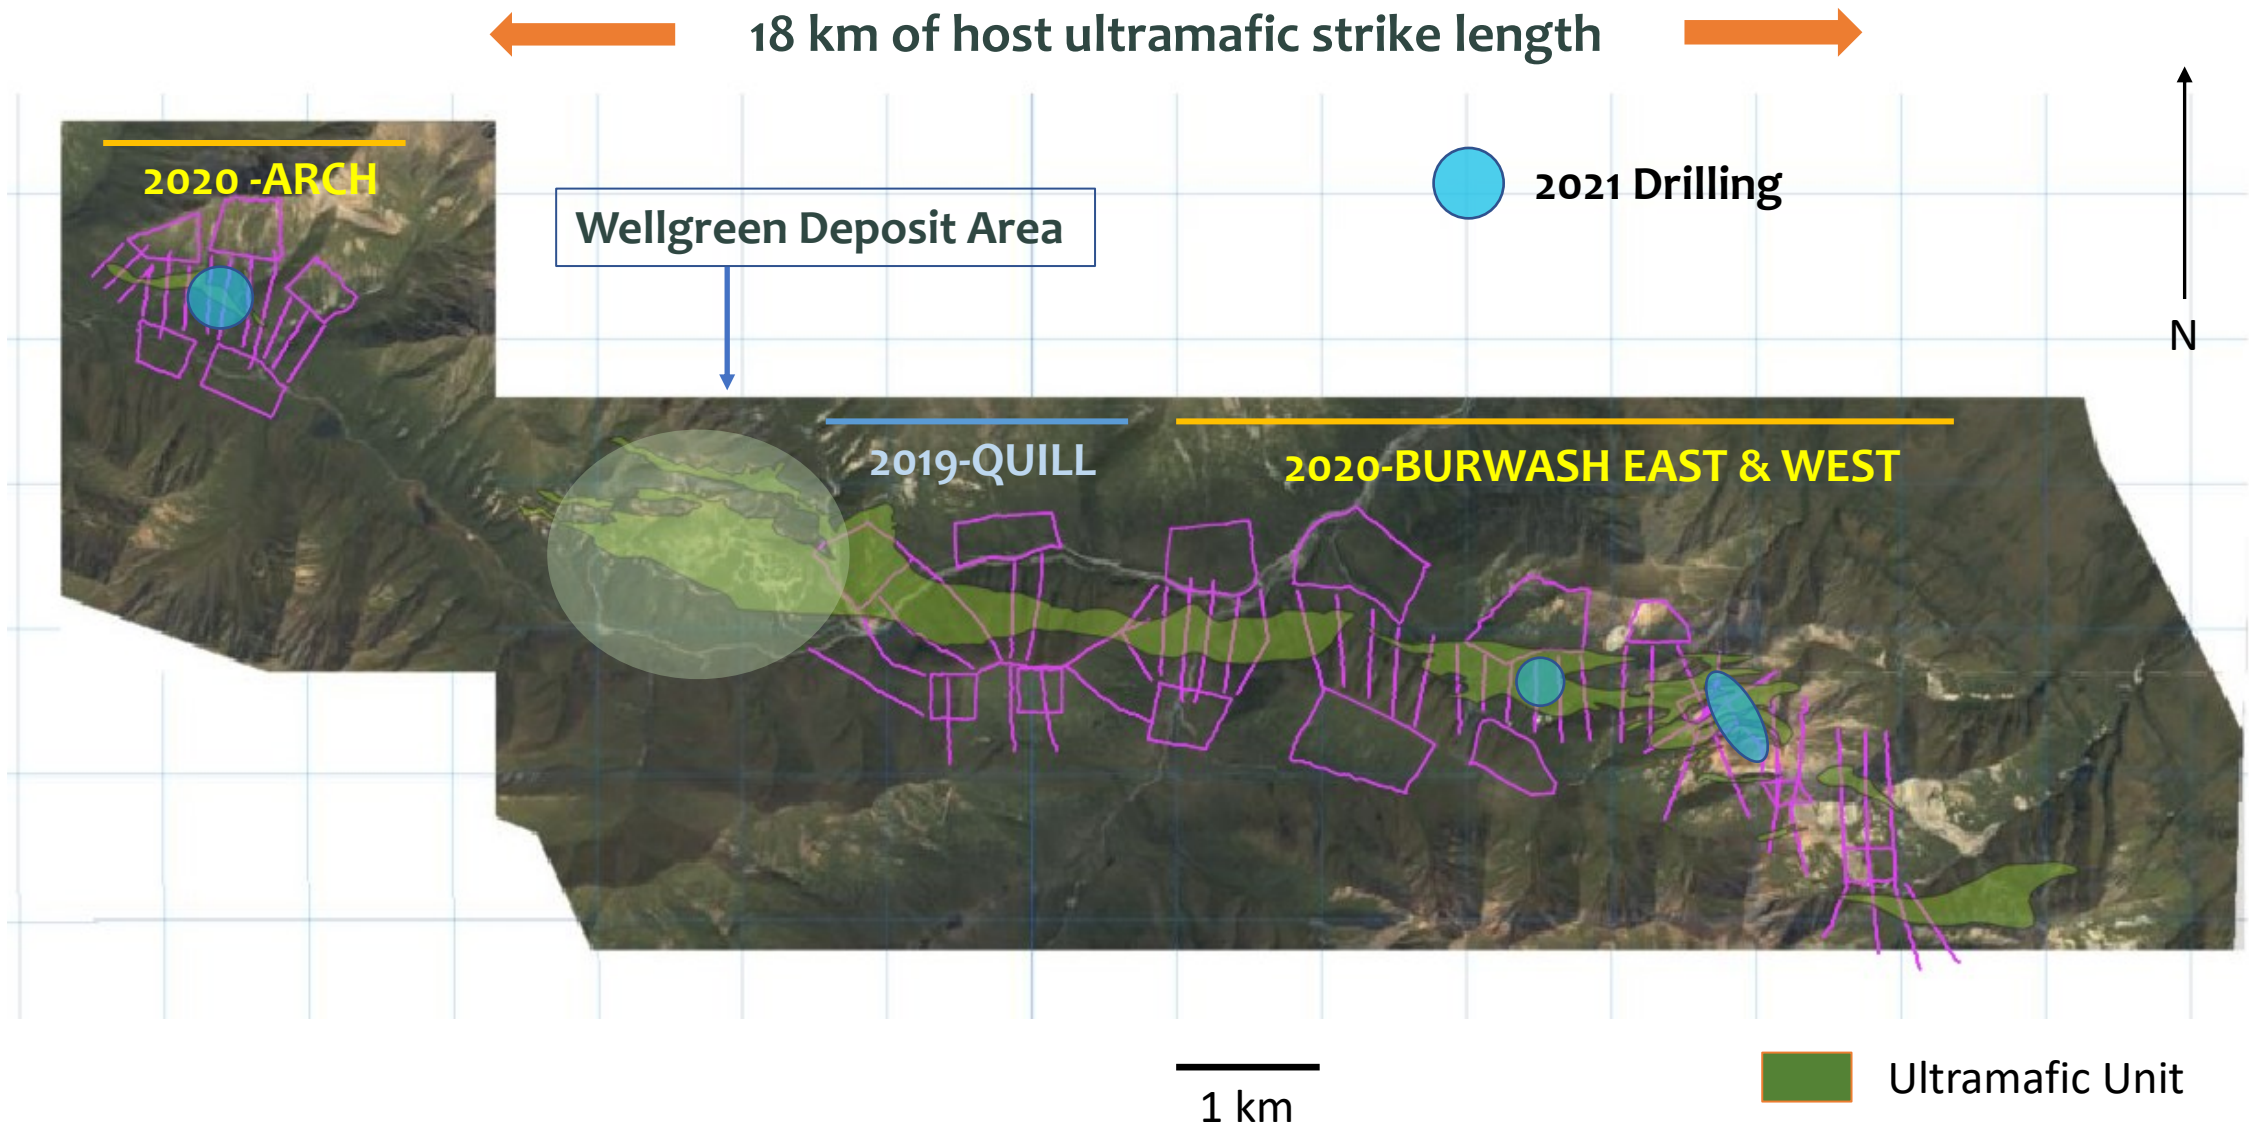 18 km of host ultramafic strike length
2020 -ARCH
2021 Drilling
Wellgreen Deposit Area
N
2019-QUILL
2020-BURWASH EAST & WEST
1 km
Ultramafic Unit